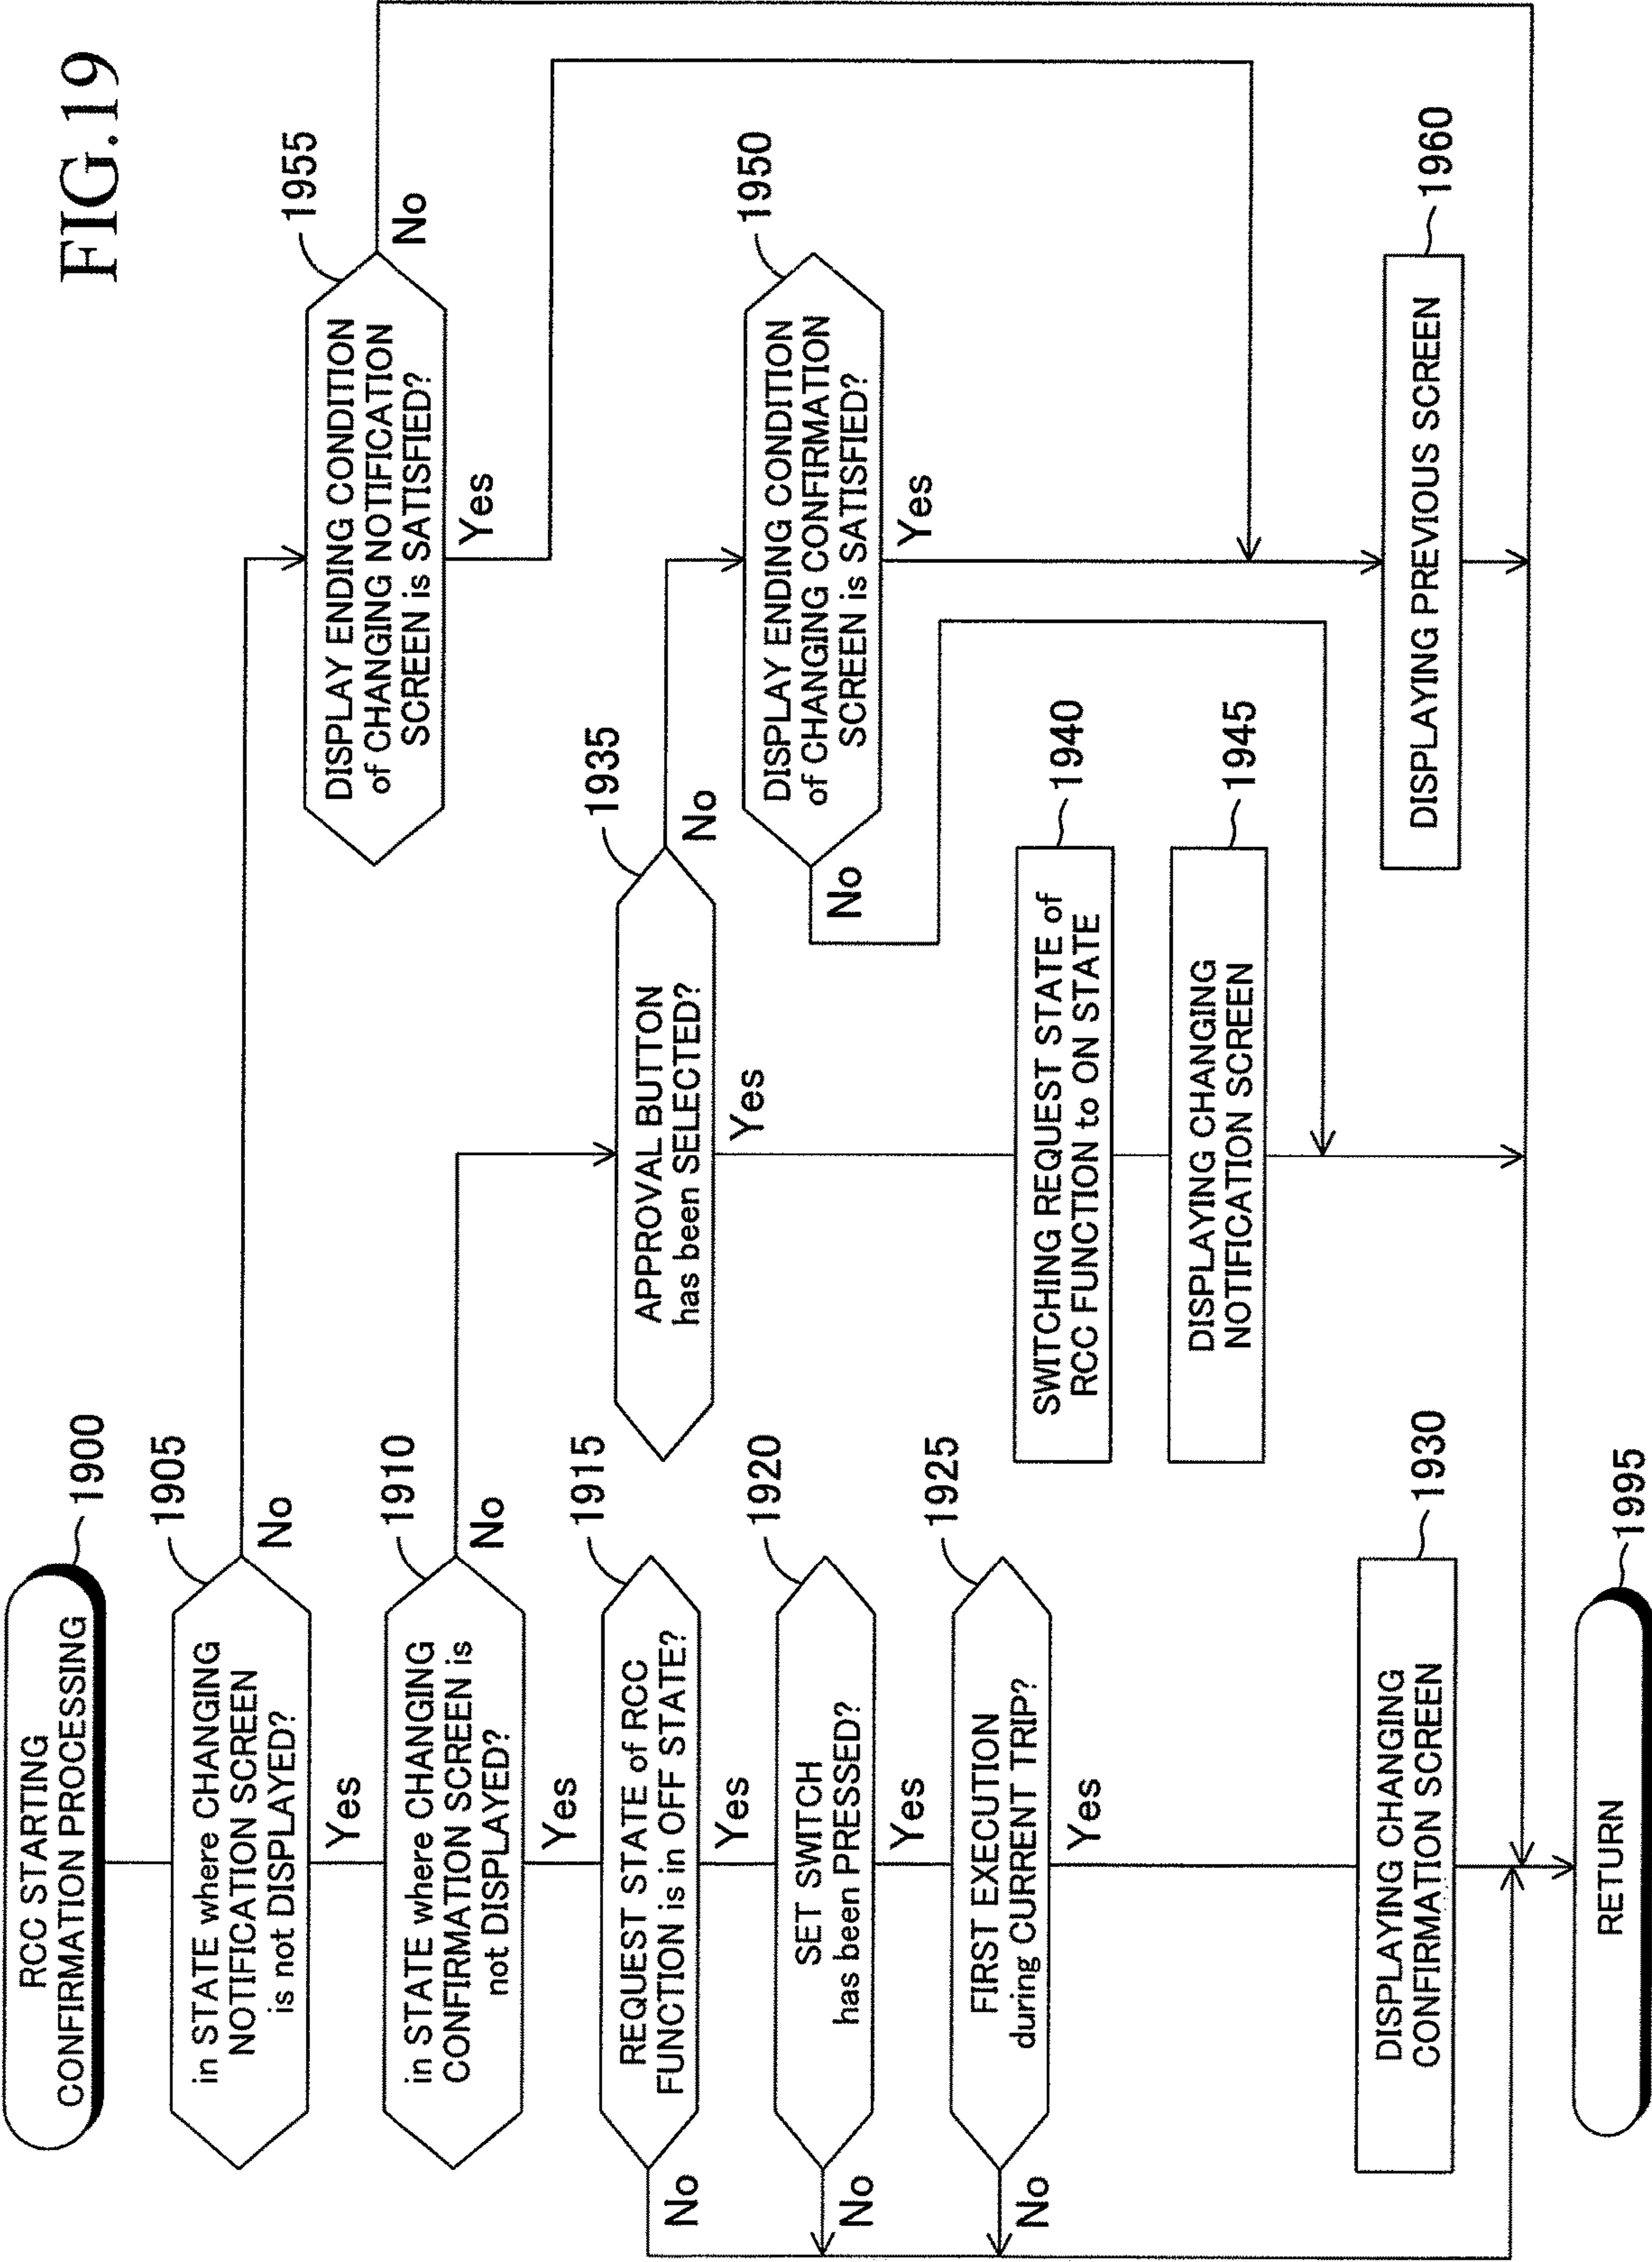 FIG.19
RCC STARTING
CONFIRMATION PROCESSING
1900
in STATE where CHANGING
NOTIFICATION SCREEN
is not DISPLAYED?
1905
No
Yes
in STATE where CHANGING
CONFIRMATION SCREEN is
not DISPLAYED?
1910
No
Yes
REQUEST STATE of RCC
FUNCTION is in OFF STATE?
1915
No
Yes
SET SWITCH
has been PRESSED?
1920
No
Yes
FIRST EXECUTION
during CURRENT TRIP?
1925
No
Yes
DISPLAYING CHANGING
CONFIRMATION SCREEN
1930
APPROVAL BUTTON
has been SELECTED?
1935
No
Yes
SWITCHING REQUEST STATE of
RCC FUNCTION to ON STATE
1940
DISPLAYING CHANGING
NOTIFICATION SCREEN
1945
DISPLAY ENDING CONDITION
of CHANGING CONFIRMATION
SCREEN is SATISFIED?
1950
No
Yes
DISPLAY ENDING CONDITION
of CHANGING NOTIFICATION
SCREEN is SATISFIED?
1955
No
Yes
DISPLAYING PREVIOUS SCREEN
1960
RETURN
1995